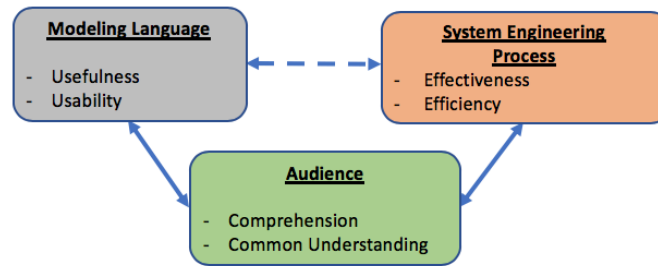 Modeling Language
- Usefulness
- Usability
System Engineering
Process
- Effectiveness
- Efficiency
Audience
- Comprehension
- Common Understanding